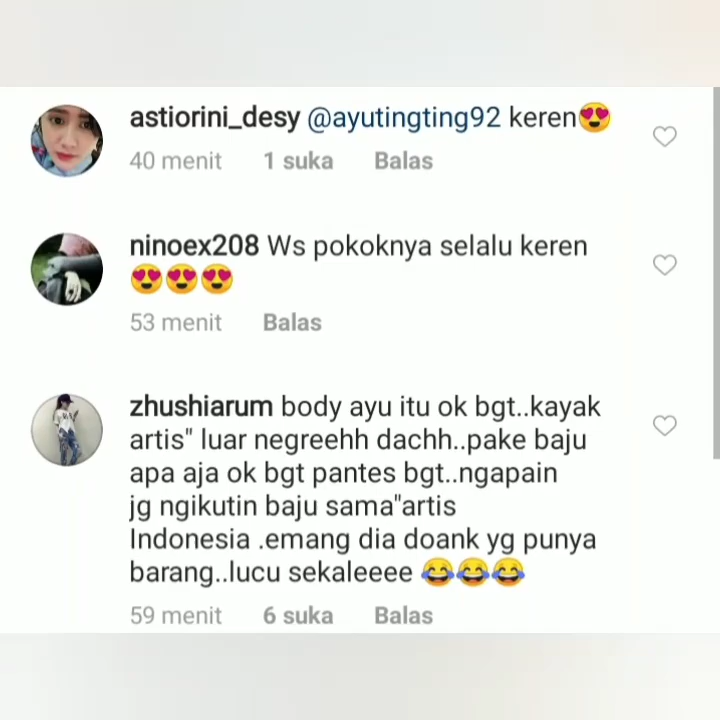 astiorini_desy @ayutingting92 keren😍
40 menit 1 suka Balas
ninoex208 Ws pokoknya selalu keren
😍😍😍
53 menit Balas
zhushiarum body ayu itu ok bgt..kayak
artis" luar negreehh dachh..pake baju
apa aja ok bgt pantes bgt..ngapain
jg ngikutin baju sama"artis
Indonesia .emang dia doank yg punya
barang..lucu sekaleeee 😂😂😂
59 menit 6 suka Balas